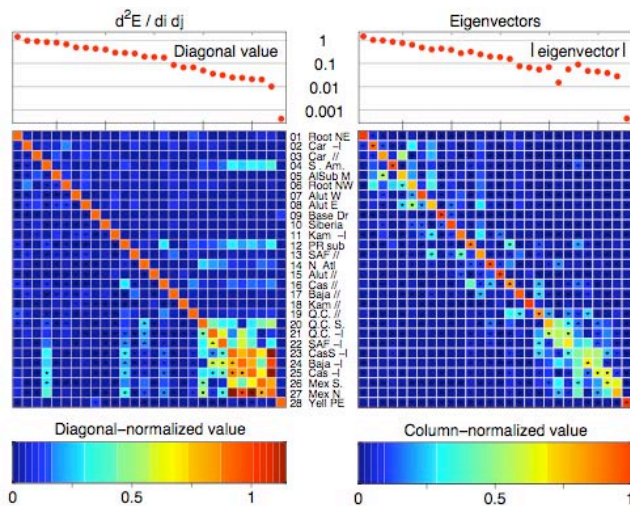 d²E / di dj
Eigenvectors
Diagonal value
|eigenvector|
1
0.1
0.01
0.001
01 Root NE
02 Car -l
03 Car //
04 S . Am.
05 AlSub M
06 Root NW
07 Alut W
08 Alut E
09 Base Dr
10 Siberia
11 Kam -l
12 PR sub
13 SAF //
14 N Atl
15 Alut //
16 Cas //
17 Baja //
18 Kam //
19 Q.C. //
20 Q.C. S.
21 Q.C. -l
22 SAF -l
23 CasS -l
24 Baja -l
25 Cas -l
26 Mex S.
27 Mex N
28 Yell PE
Diagonal-normalized value
0 0.5 1
Column-normalized value
0 0.5 1